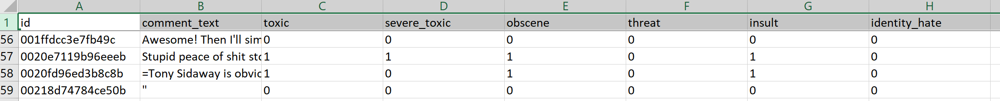 A B C D E F G H
1 id comment_text toxic severe_toxic obscene threat insult identity_hate
56 001ffdcc3e7fb49c Awesome! Then I'll sim 0 0 0 0 0 0
57 0020e7119b96eeeb Stupid peace of shit sto 1 1 1 0 1 0
58 0020fd96ed3b8c8b =Tony Sidaway is obvio 1 0 1 0 1 0
59 00218d74784ce50b " 0 0 0 0 0 0